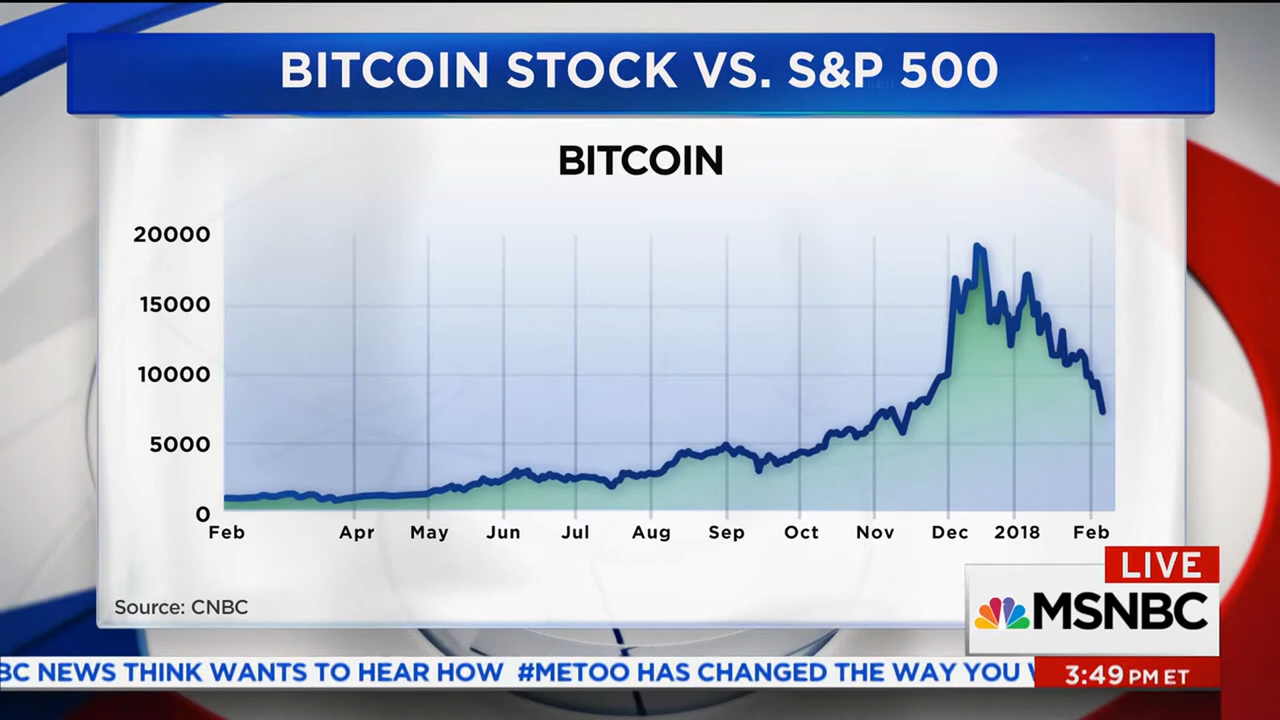 BITCOIN STOCK VS. S&P 500
BITCOIN
20000
15000
10000
5000
0
Feb Apr May Jun Jul Aug Sep Oct Nov Dec 2018 Feb
Source: CNBC
LIVE
MSNBC
BC NEWS THINK WANTS TO HEAR HOW #METOO HAS CHANGED THE WAY YOU
3:49 PM ET